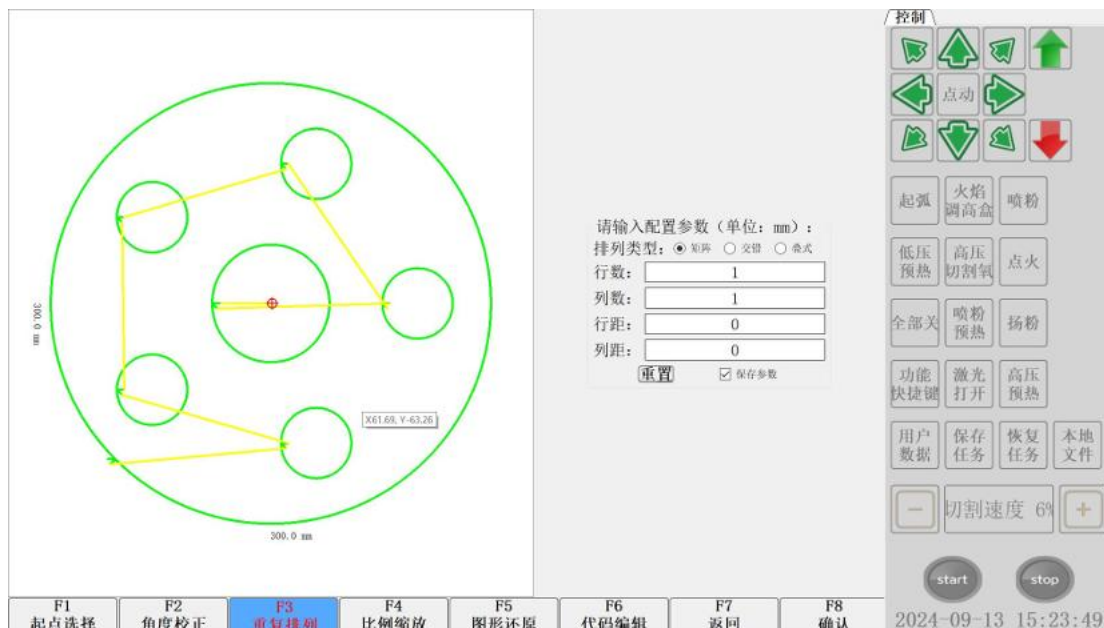 控制
点动
起弧
火焰
调高盒
喷粉
低压
预热
高压
切割氧
点火
全部关
喷粉
预热
扬粉
功能
快捷键
激光
打开
高压
预热
用户
数据
保存
任务
恢复
任务
本地
文件
切割速度 6%
start
stop
2024-09-13 15:23:49
请输入配置参数（单位：mm）：
排列类型： 矩阵 交错 叠式
行数： 1
列数： 1
行距： 0
列距： 0
重置 保存参数
300.0 mm
X61.69, Y-63.26
300.0 mm
F1
起点选择
F2
角度校正
F3
重复排列
F4
比例缩放
F5
图形还原
F6
代码编辑
F7
返回
F8
确认